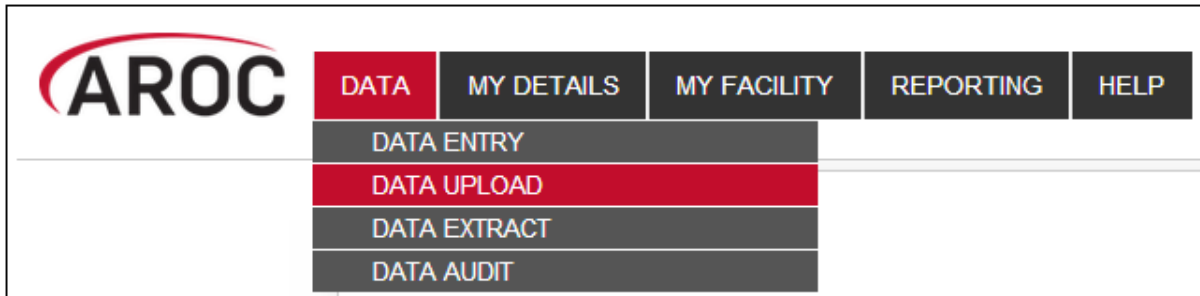 AROC DATA MY DETAILS MY FACILITY REPORTING HELP
DATA ENTRY
DATA UPLOAD
DATA EXTRACT
DATA AUDIT